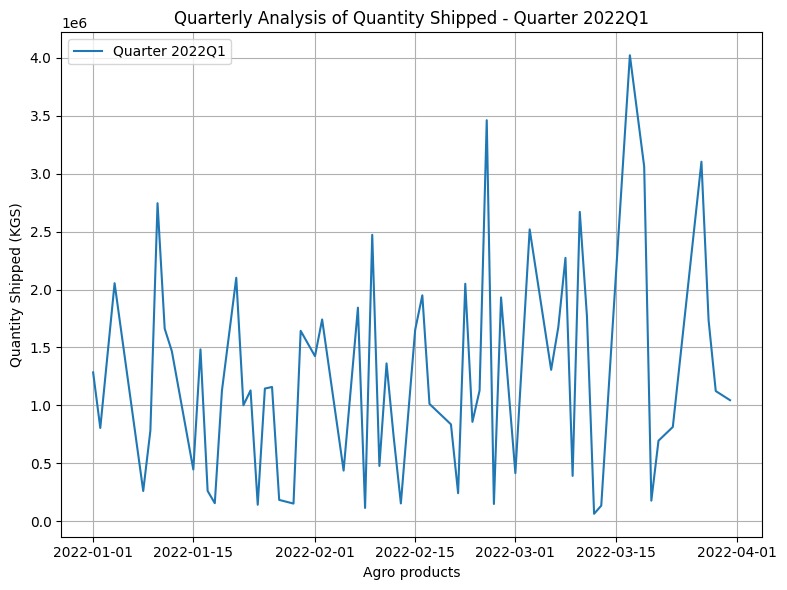 Quarterly Analysis of Quantity Shipped - Quarter 2022Q1
1e6
Quarter 2022Q1
4.0
3.5
3.0
2.5
2.0
1.5
1.0
0.5
0.0
Quantity Shipped (KGS)
2022-01-01 2022-01-15 2022-02-01 2022-02-15 2022-03-01 2022-03-15 2022-04-01
Agro products